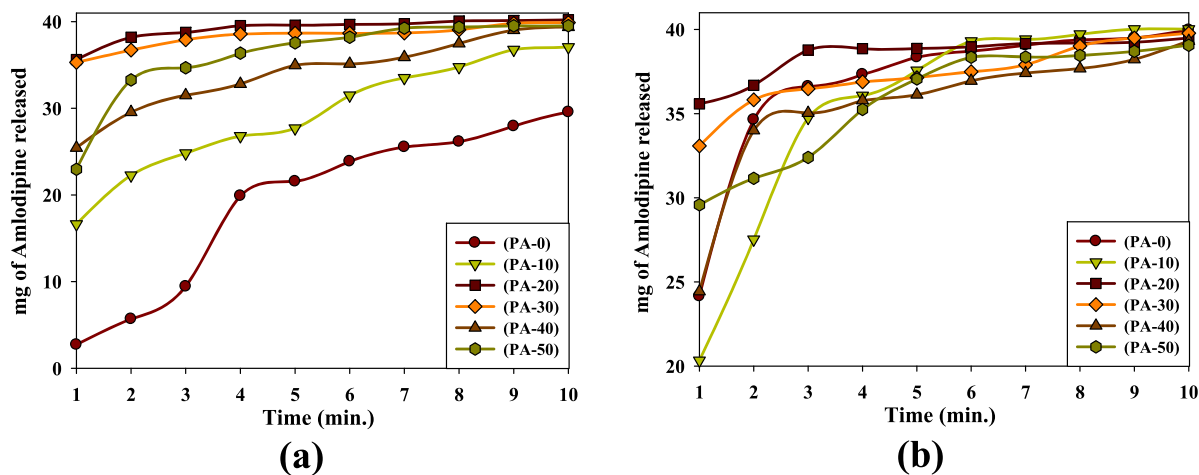 mg of Amlodipine released
40
30
20
10
0
(PA-0)
(PA-10)
(PA-20)
(PA-30)
(PA-40)
(PA-50)
1 2 3 4 5 6 7 8 9 10
Time (min.)
(a)
mg of Amlodipine released
40
35
30
25
20
(PA-0)
(PA-10)
(PA-20)
(PA-30)
(PA-40)
(PA-50)
1 2 3 4 5 6 7 8 9 10
Time (min.)
(b)